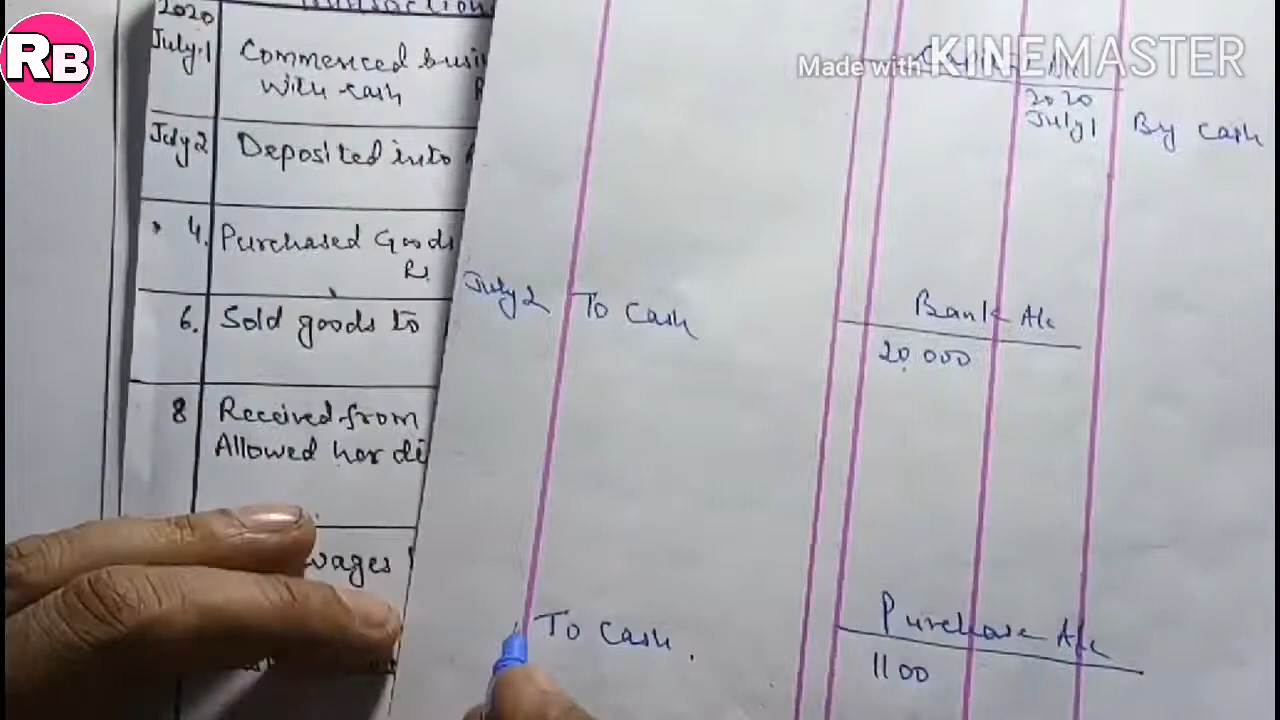 RB
Made with KINEMASTER
2020
Transaction
July.1
Commenced busi
with cash
July 2
Deposited into
4.
Purchased Goods
R.
6.
Sold goods to
8
Received from
Allowed her di
wages
A/c
2020
July 1
By Cash
Bank A/c
July 2
To Cash
20,000
Purchase A/c
To Cash.
1100